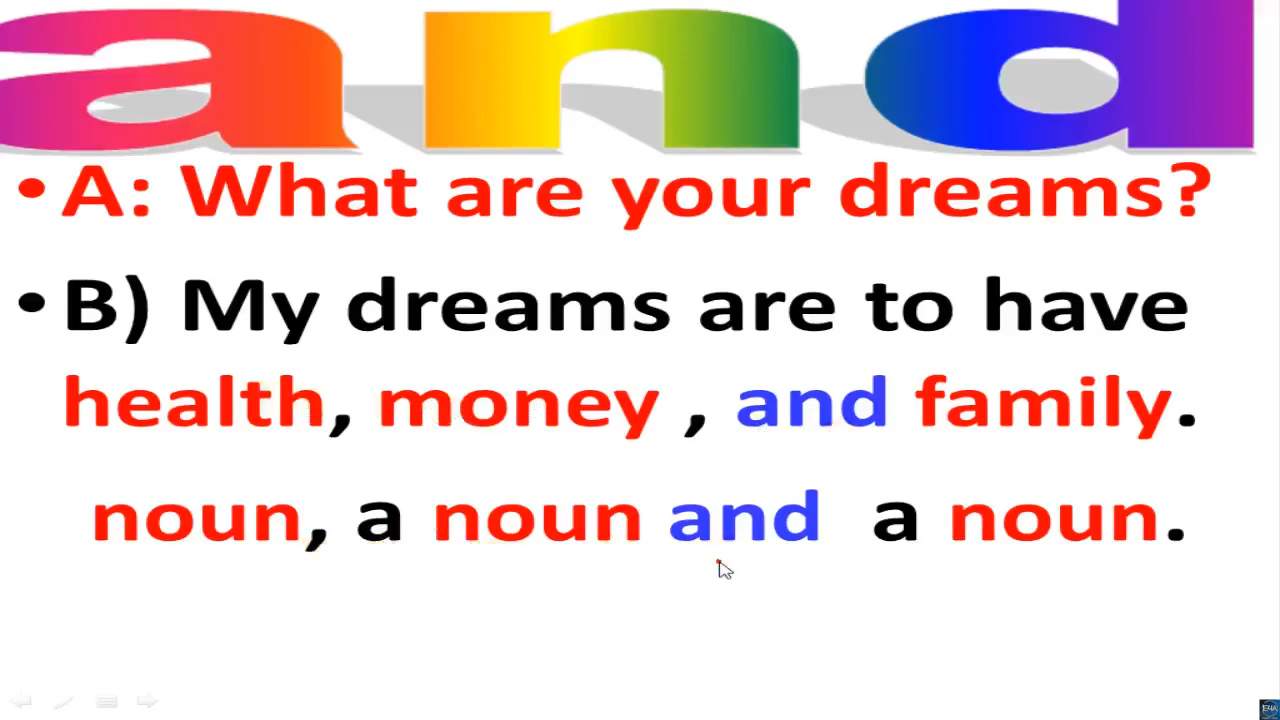 and
• A: What are your dreams?
• B) My dreams are to have
health, money , and family.
noun, a noun and a noun.